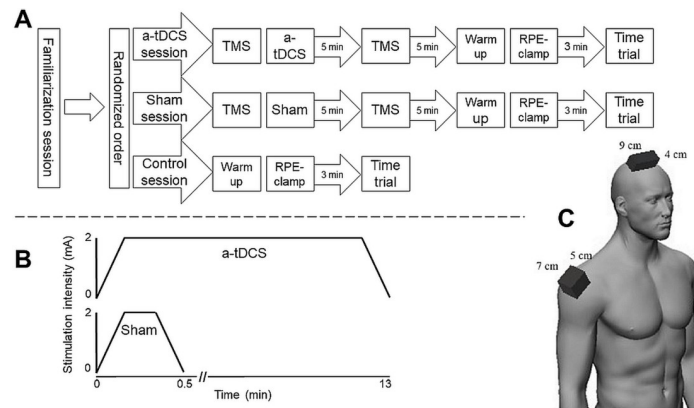 A
Familiarization session
Randomized order
a-tDCS
session
TMS
a-
tDCS
5 min
TMS
5 min
Warm
up
RPE-
clamp
3 min
Time
trial
Sham
session
TMS
Sham
5 min
TMS
5 min
Warm
up
RPE-
clamp
3 min
Time
trial
Control
session
Warm
up
RPE-
clamp
3 min
Time
trial
B
Stimulation intensity (mA)
2
0
a-tDCS
2
0
Sham
0
0.5
//
Time (min)
13
C
9 cm
4 cm
5 cm
7 cm